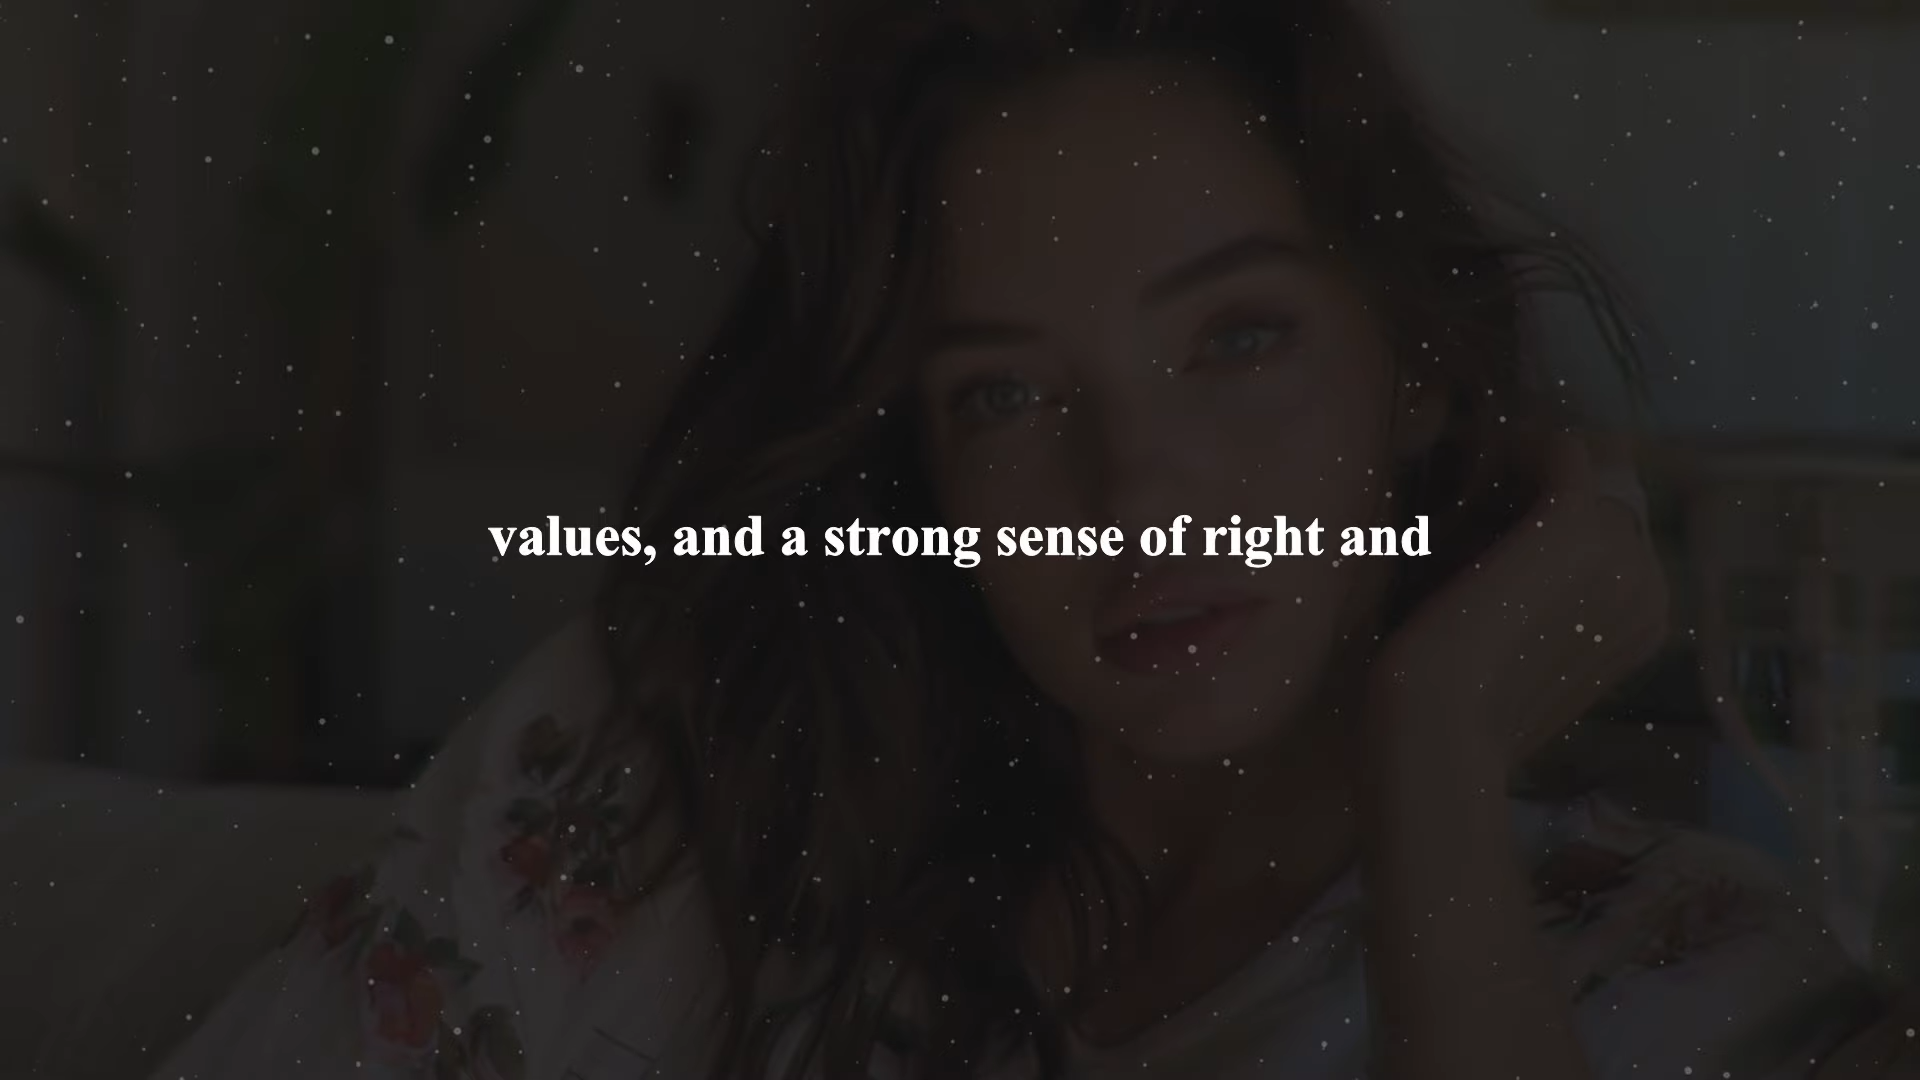 values, and a strong sense of right and